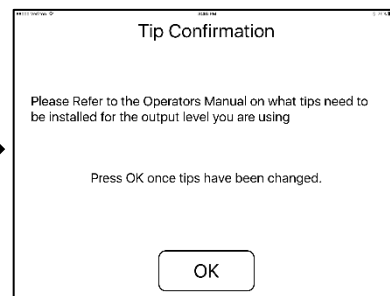 Tip Confirmation
Please Refer to the Operators Manual on what tips need to
be installed for the output level you are using
Press OK once tips have been changed.
OK